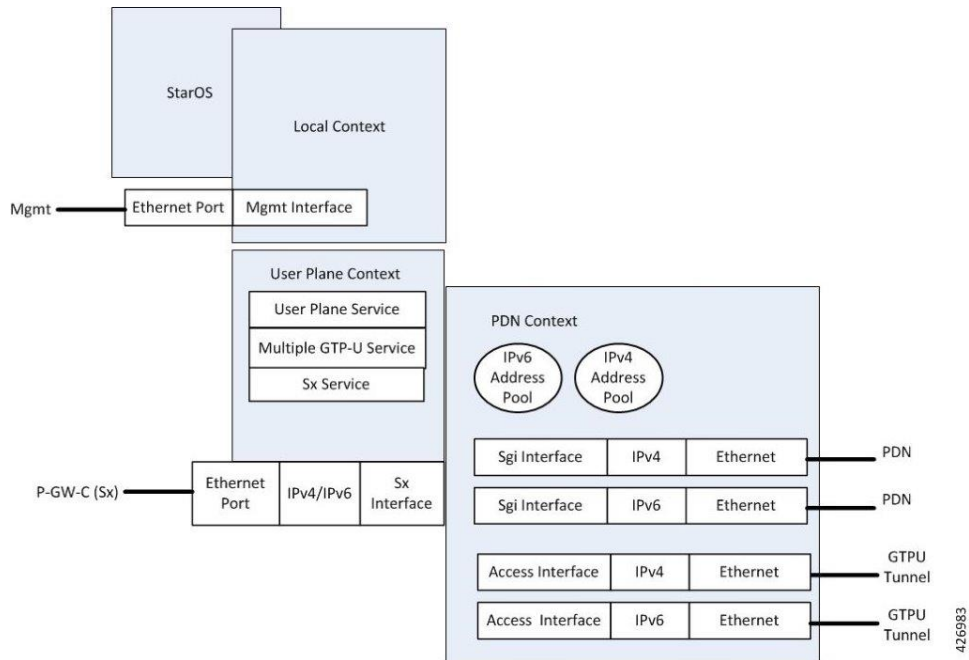 StarOS
Local Context
Mgmt
Ethernet Port
Mgmt Interface
User Plane Context
User Plane Service
Multiple GTP-U Service
Sx Service
P-GW-C (Sx)
Ethernet
Port
IPv4/IPv6
Sx
Interface
PDN Context
IPv6
Address
Pool
IPv4
Address
Pool
Sgi Interface
IPv4
Ethernet
PDN
Sgi Interface
IPv6
Ethernet
PDN
Access Interface
IPv4
Ethernet
GTPU
Tunnel
Access Interface
IPv6
Ethernet
GTPU
Tunnel
426983